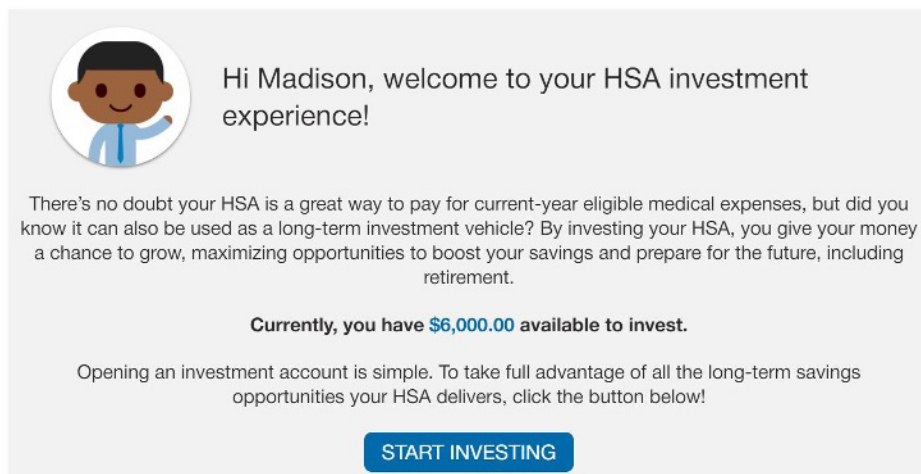 Hi Madison, welcome to your HSA investment
experience!
There’s no doubt your HSA is a great way to pay for current-year eligible medical expenses, but did you
know it can also be used as a long-term investment vehicle? By investing your HSA, you give your money
a chance to grow, maximizing opportunities to boost your savings and prepare for the future, including
retirement.
Currently, you have $6,000.00 available to invest.
Opening an investment account is simple. To take full advantage of all the long-term savings
opportunities your HSA delivers, click the button below!
START INVESTING